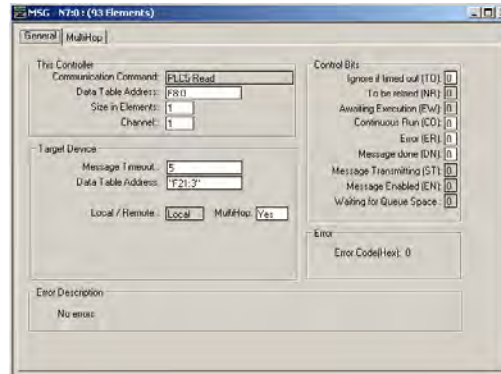 MSG - N7:0 : (93 Elements)
General MultiHop
This Controller
Communication Command: PLC5 Read
Data Table Address: F8:0
Size in Elements: 1
Channel: 1
Target Device
Message Timeout : 5
Data Table Address: "F21:3"
Local / Remote : Local MultiHop: Yes
Control Bits
Ignore if timed out (TO): 0
To be retried (NR): 0
Awaiting Execution (EW): 0
Continuous Run (CO): 0
Error (ER): 0
Message done (DN): 0
Message Transmitting (ST): 0
Message Enabled (EN): 0
Waiting for Queue Space : 0
Error
Error Code(Hex): 0
Error Description
No errors